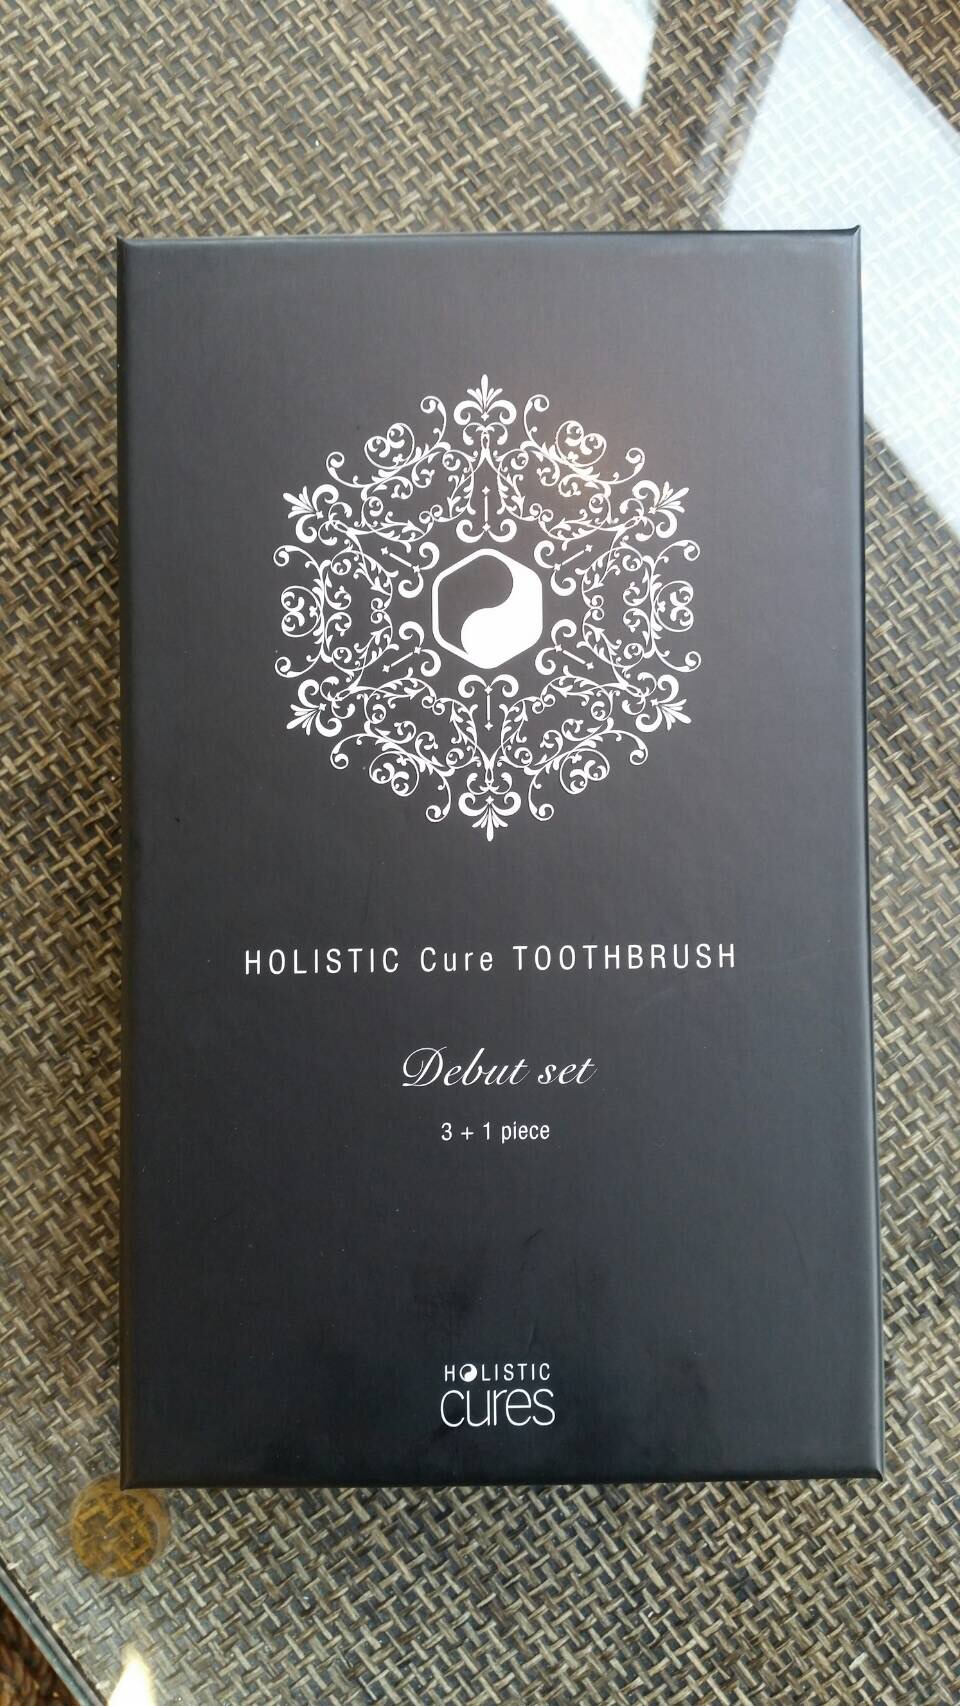 HOLISTIC Cure TOOTHBRUSH
Debut set
3 + 1 piece
HOLISTIC
cures